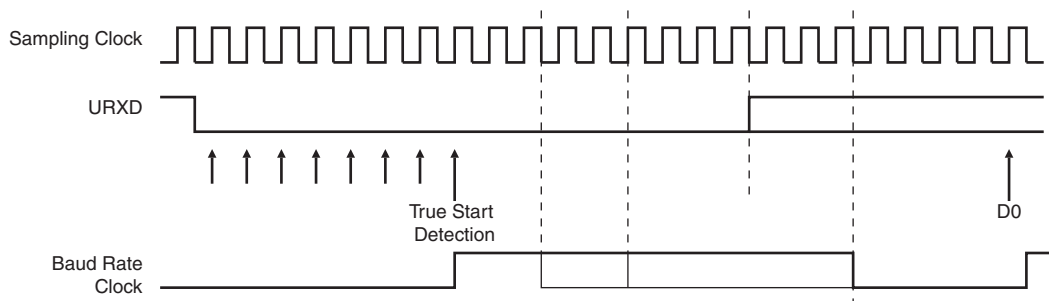 Sampling Clock
URXD
True Start
Detection
D0
Baud Rate
Clock